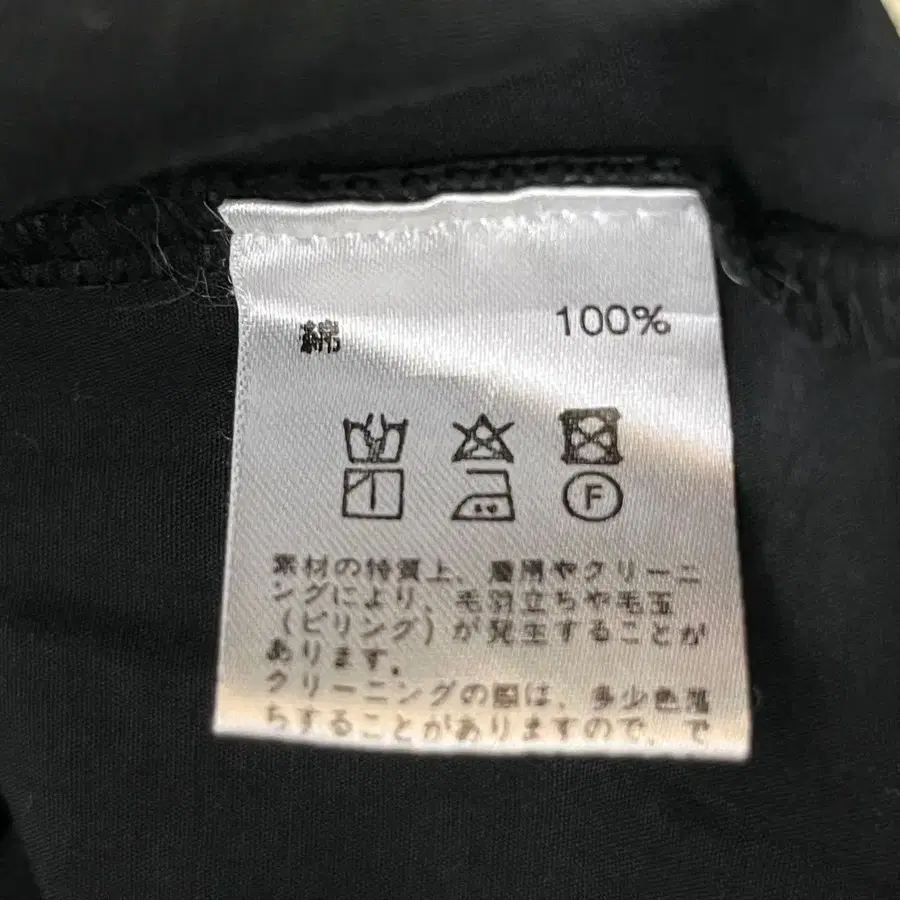 綿 100%
F
素材の特質上、着用やクリーニ
ングにより、毛羽立ちや毛玉
(ピリング)が発生することが
あります。
クリーニングの際は、多少色落
ちすることがありますので、で